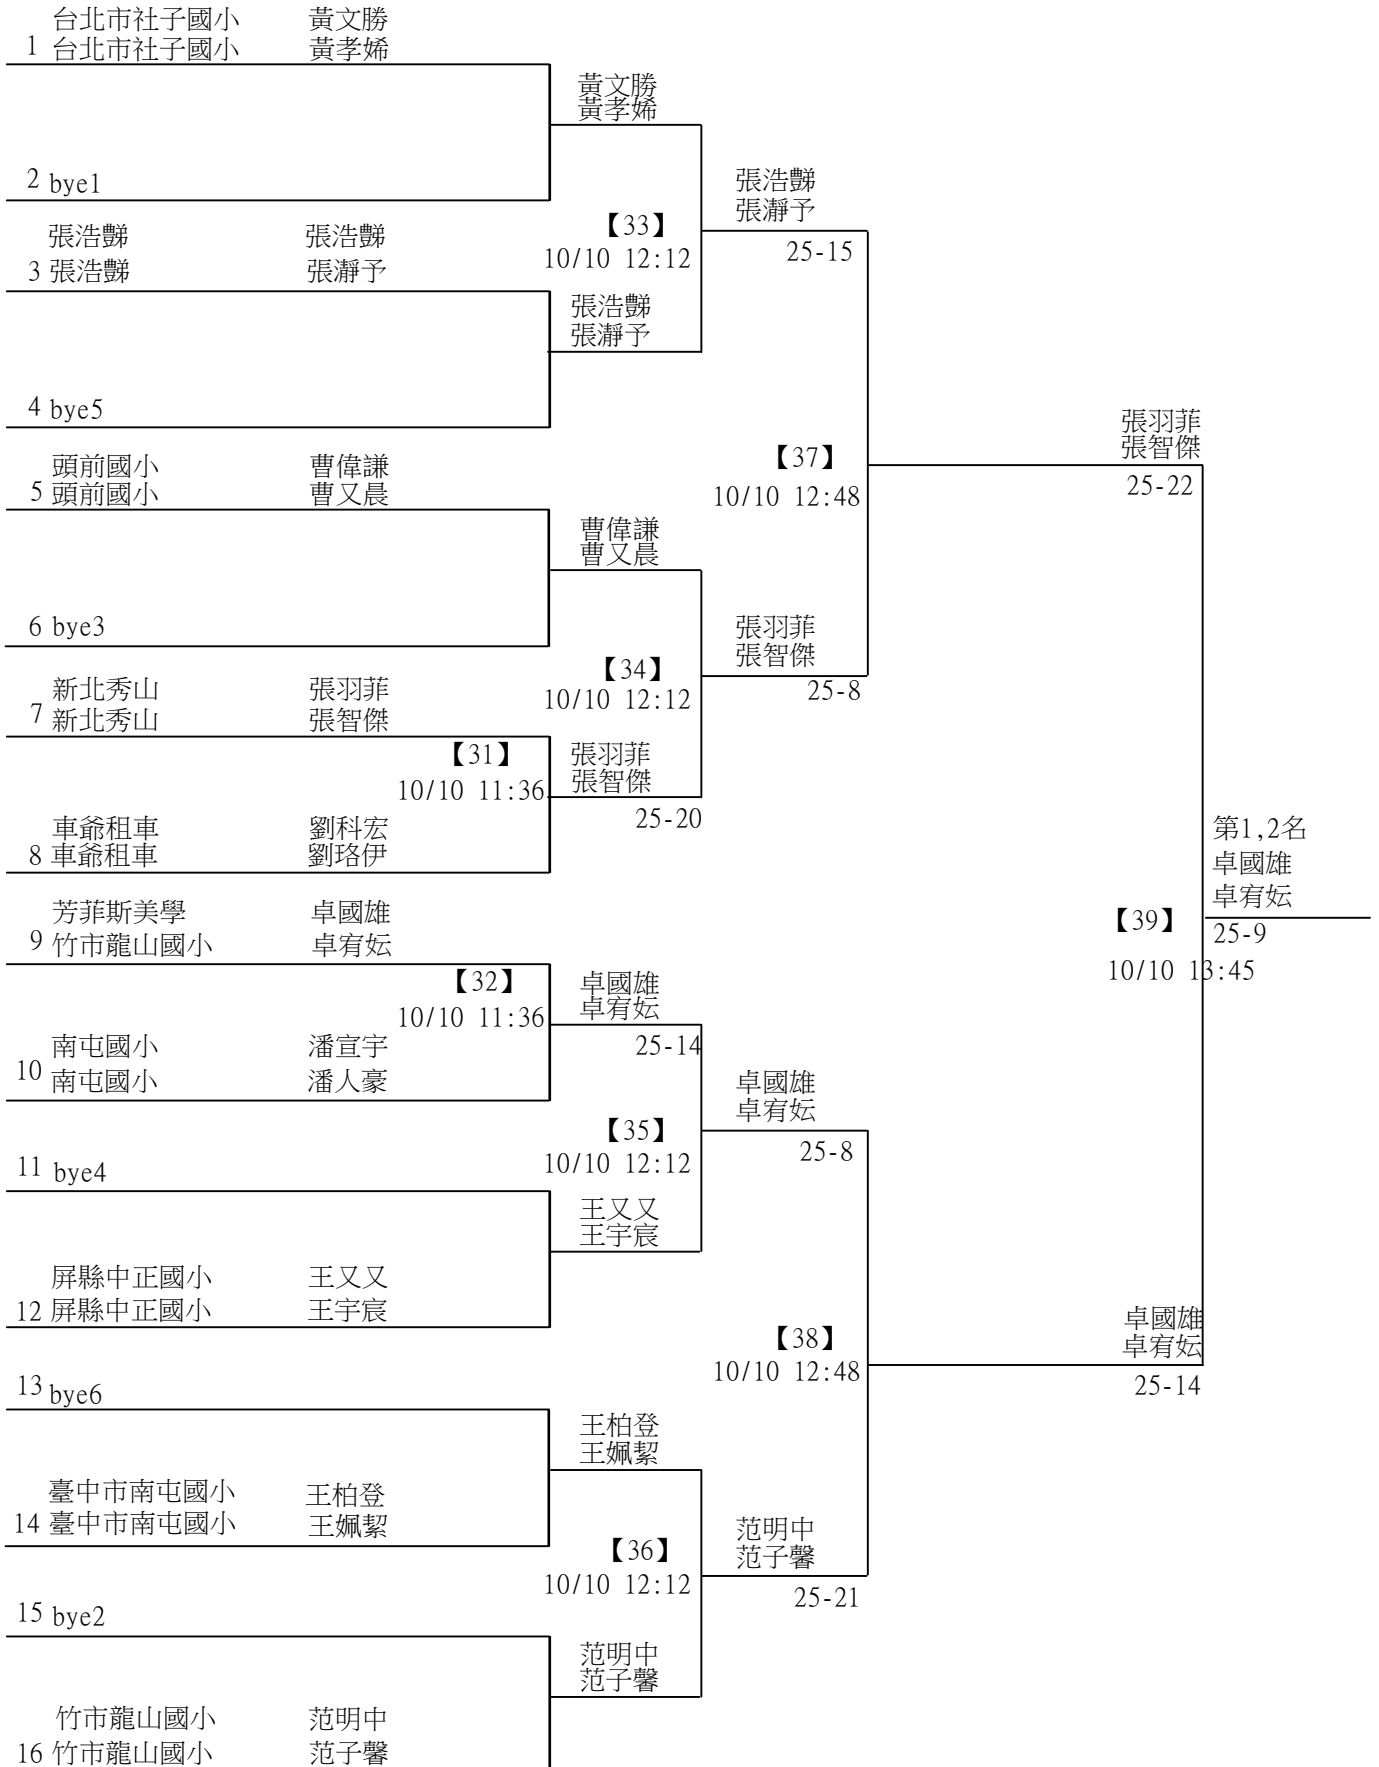 台北市社子國小 黃文勝
1 台北市社子國小 黃孝婼
黃文勝
黃孝婼
2 bye1
張浩豑
張瀞予
【33】
10/10 12:12
25-15
張浩豑 張浩豑
3 張浩豑 張瀞予
張浩豑
張瀞予
4 bye5
張羽菲
張智傑
25-22
【37】
10/10 12:48
頭前國小 曹偉謙
5 頭前國小 曹又晨
曹偉謙
曹又晨
6 bye3
張羽菲
張智傑
25-8
【34】
10/10 12:12
新北秀山 張羽菲
7 新北秀山 張智傑
【31】
10/10 11:36
張羽菲
張智傑
25-20
車爺租車 劉科宏
8 車爺租車 劉珞伊
第1,2名
卓國雄
卓宥妘
25-9
【39】
10/10 13:45
芳菲斯美學 卓國雄
9 竹市龍山國小 卓宥妘
【32】
10/10 11:36
卓國雄
卓宥妘
25-14
南屯國小 潘宣宇
10 南屯國小 潘人豪
卓國雄
卓宥妘
25-8
【35】
10/10 12:12
11 bye4
王又又
王宇宸
屏縣中正國小 王又又
12 屏縣中正國小 王宇宸
【38】
10/10 12:48
卓國雄
卓宥妘
25-14
13 bye6
王柏登
王姵絜
臺中市南屯國小 王柏登
14 臺中市南屯國小 王姵絜
【36】
10/10 12:12
范明中
范子馨
25-21
15 bye2
范明中
范子馨
竹市龍山國小 范明中
16 竹市龍山國小 范子馨